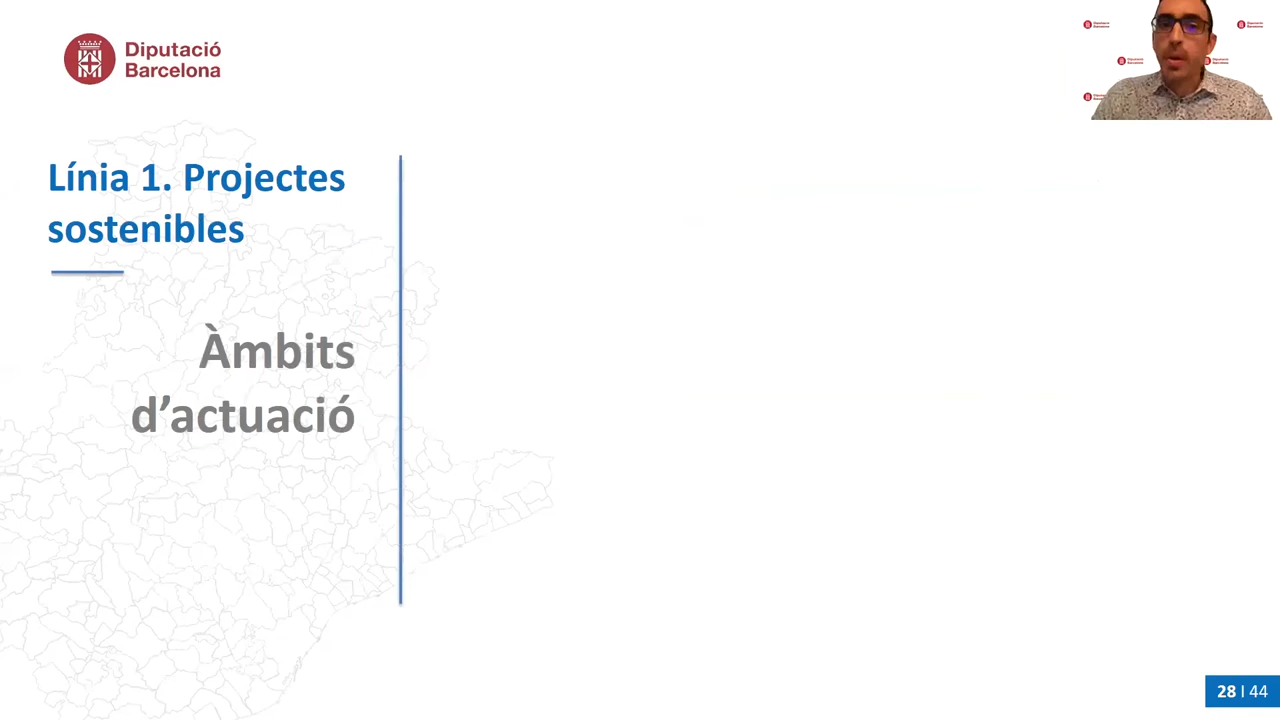 Diputació
Barcelona
Línia 1. Projectes
sostenibles
Àmbits
d’actuació
28 | 44